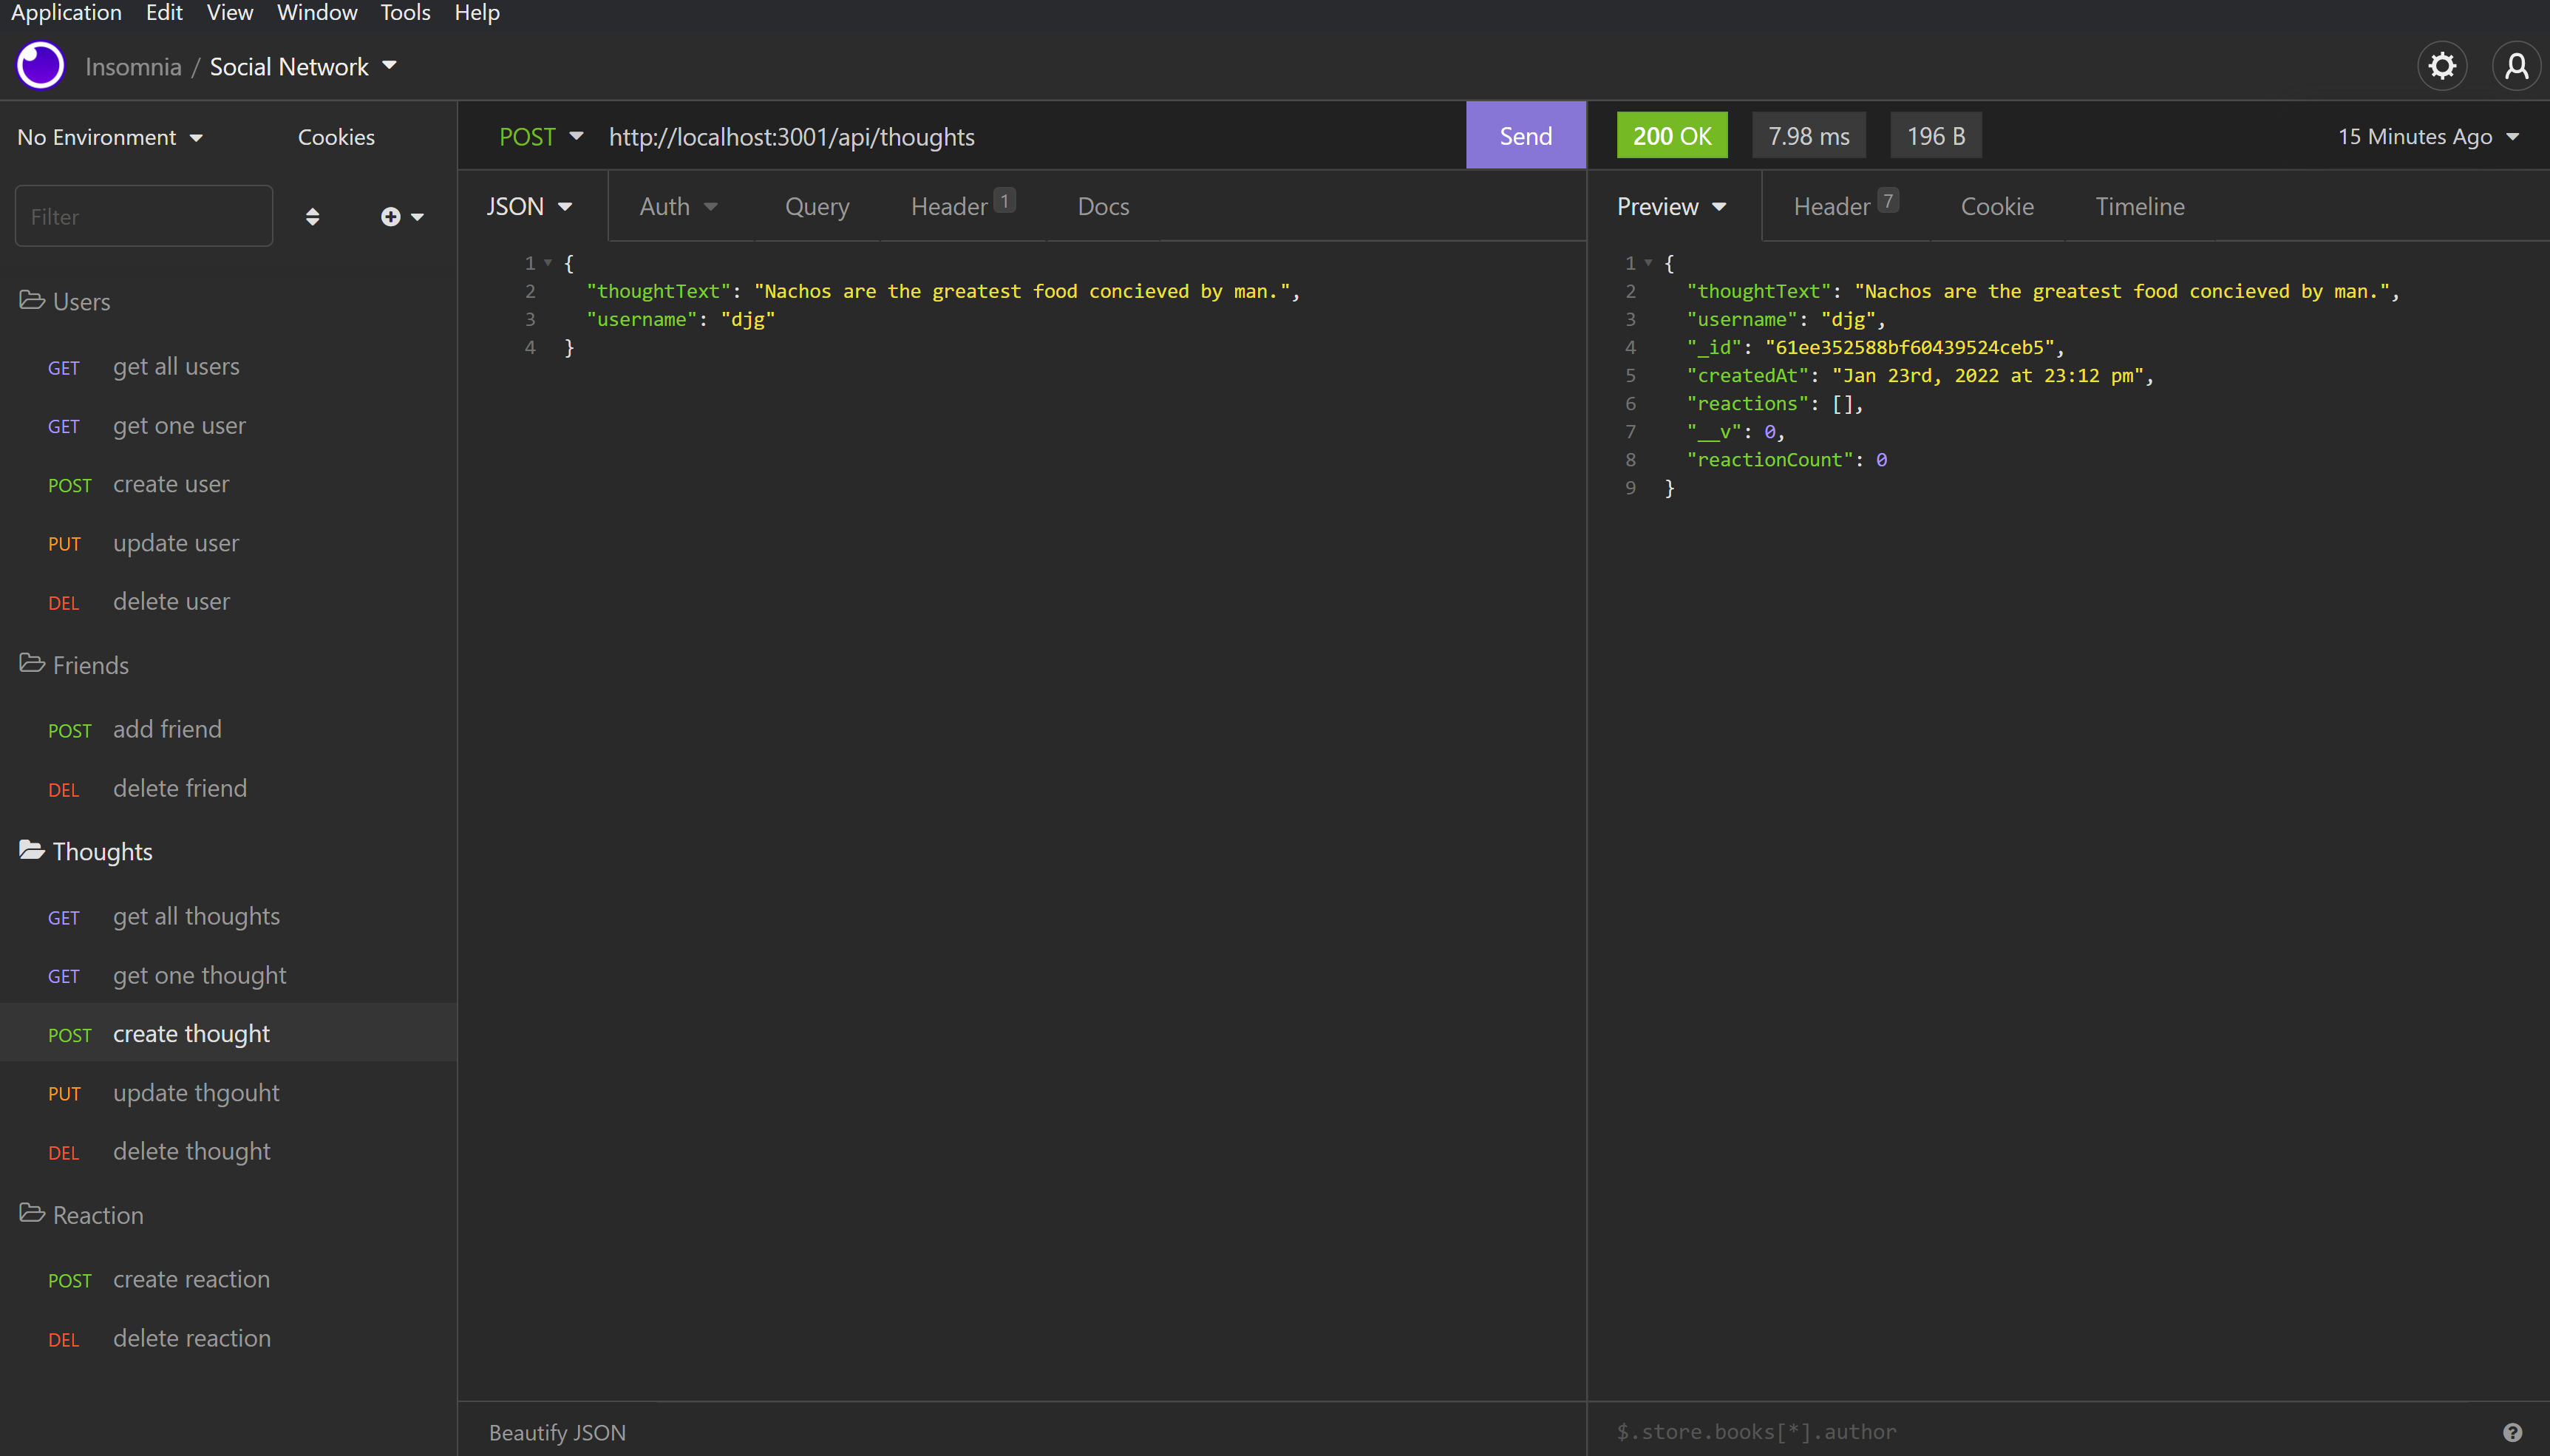 Application Edit View Window Tools Help
Insomnia / Social Network
No Environment Cookies
POST http://localhost:3001/api/thoughts Send
200 OK 7.98 ms 196 B 15 Minutes Ago
Filter
JSON Auth Query Header 1 Docs
Preview Header 7 Cookie Timeline
Users
GET get all users
GET get one user
POST create user
PUT update user
DEL delete user
Friends
POST add friend
DEL delete friend
Thoughts
GET get all thoughts
GET get one thought
POST create thought
PUT update thgouht
DEL delete thought
Reaction
POST create reaction
DEL delete reaction
1 {
2 "thoughtText": "Nachos are the greatest food concieved by man.",
3 "username": "djg"
4 }
Beautify JSON
1 {
2 "thoughtText": "Nachos are the greatest food concieved by man.",
3 "username": "djg",
4 "_id": "61ee352588bf60439524ceb5",
5 "createdAt": "Jan 23rd, 2022 at 23:12 pm",
6 "reactions": [],
7 "__v": 0,
8 "reactionCount": 0
9 }
$.store.books[*].author